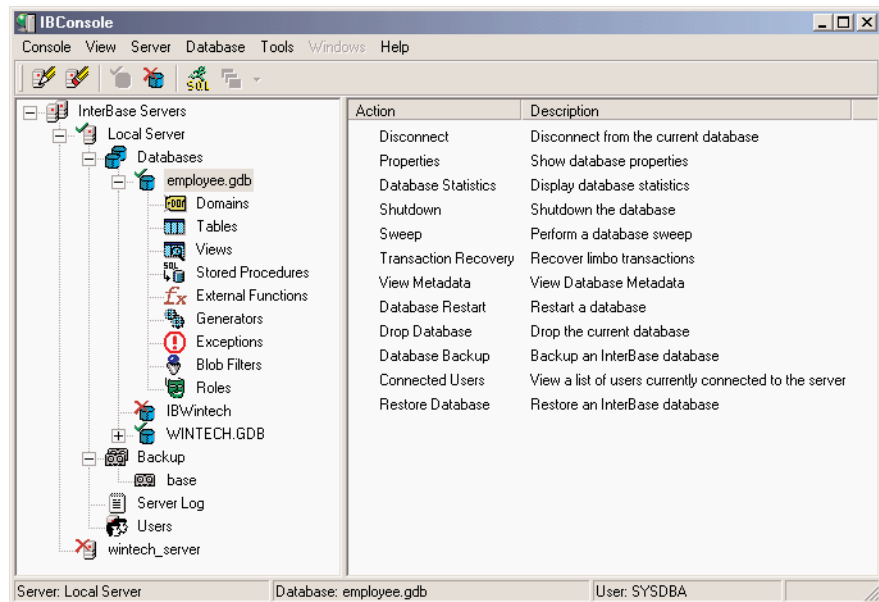 IBConsole
Console View Server Database Tools Windows Help
SQL
InterBase Servers
Local Server
Databases
employee.gdb
Domains
Tables
Views
SQL
Stored Procedures
fx
External Functions
Generators
Exceptions
Blob Filters
Roles
IBWintech
WINTECH.GDB
Backup
base
Server Log
Users
wintech_server
Action Description
Disconnect Disconnect from the current database
Properties Show database properties
Database Statistics Display database statistics
Shutdown Shutdown the database
Sweep Perform a database sweep
Transaction Recovery Recover limbo transactions
View Metadata View Database Metadata
Database Restart Restart a database
Drop Database Drop the current database
Database Backup Backup an InterBase database
Connected Users View a list of users currently connected to the server
Restore Database Restore an InterBase database
Server: Local Server Database: employee.gdb User: SYSDBA